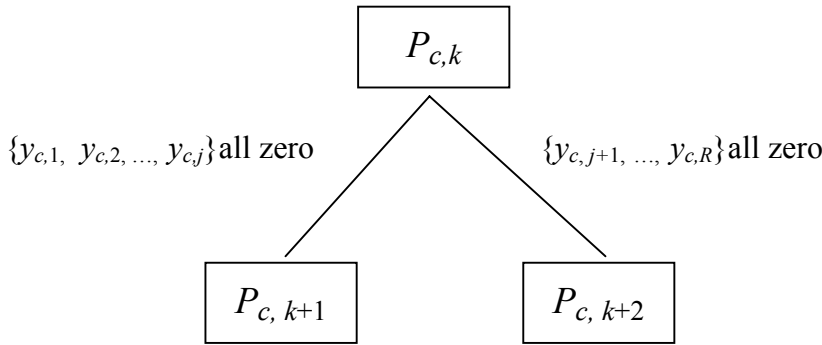 P_{c,k}
{y_{c,1,} y_{c,2, …,} y_{c,j}}all zero
{y_{c, j+1, …,} y_{c,R}}all zero
P_{c, k+1}
P_{c, k+2}